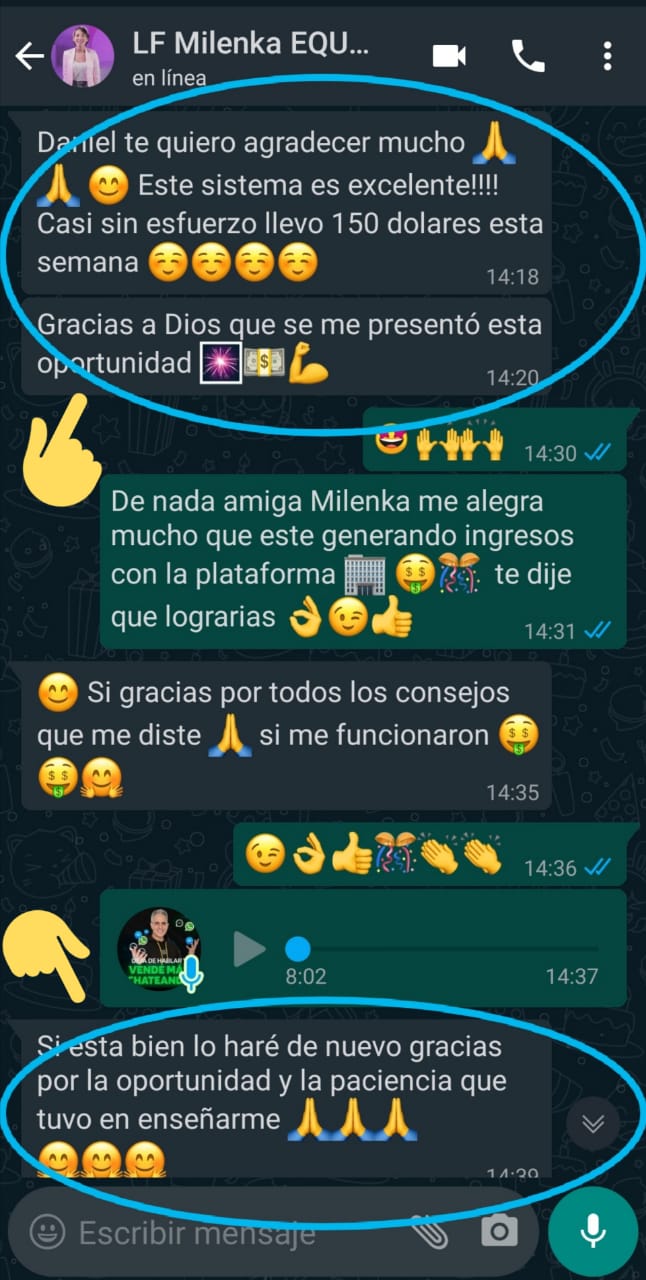 LF Milenka EQU...
en línea
Daniel te quiero agradecer mucho 🙏
🙏 😊 Este sistema es excelente!!!!
Casi sin esfuerzo llevo 150 dolares esta
semana ☺️☺️☺️☺️
14:18
Gracias a Dios que se me presentó esta
oportunidad 🎆💵💪
14:20
🤩🙌🙌
14:30
De nada amiga Milenka me alegra
mucho que este generando ingresos
con la plataforma 🏢 🤑🎊 te dije
que lograrias 👌😉👍
14:31
😊 Si gracias por todos los consejos
que me diste 🙏 si me funcionaron 🤑
🤑🤗
14:35
😉👌👍🎊👏👏
14:36
DEJA DE HABLAR
VENDE MÁ
"HATEAND
8:02
14:37
Si esta bien lo haré de nuevo gracias
por la oportunidad y la paciencia que
tuvo en enseñarme 🙏🙏🙏
🤗🤗🤗
14:39
Escribir mensaje